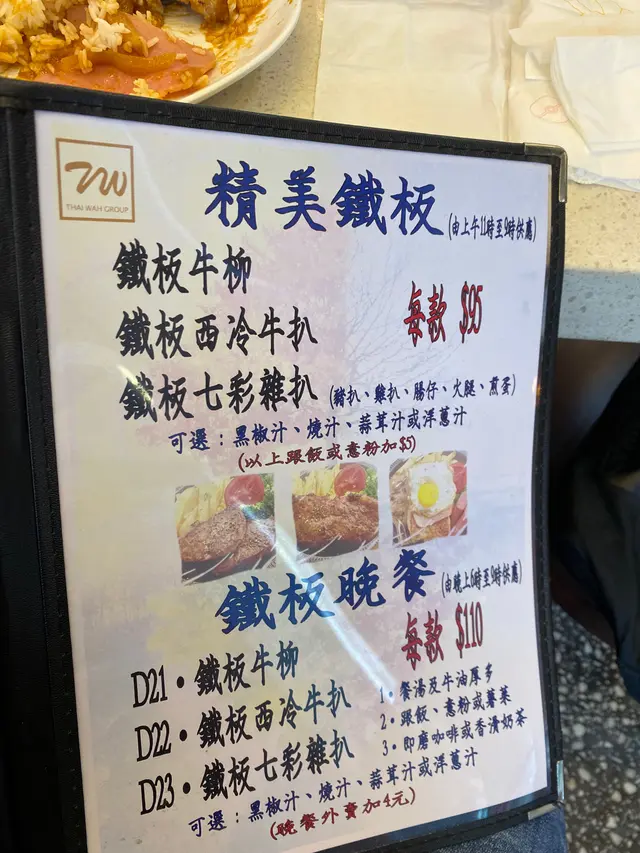 TW
THAI WAH GROUP
精美鐵板 (由上午11時至9時供應)
鐵板牛柳
鐵板西冷牛扒
每款 $95
鐵板七彩雜扒 (豬扒、雞扒、腸仔、火腿、煎蛋)
可選：黑椒汁、燒汁、蒜茸汁或洋蔥汁
(以上跟飯或意粉加$5)
鐵板晚餐 (由晚上6時至9時供應)
每款 $110
D21・鐵板牛柳
D22・鐵板西冷牛扒
D23・鐵板七彩雜扒
1・餐湯及牛油厚多
2・跟飯、意粉或薯菜
3・即磨咖啡或香滑奶茶
可選：黑椒汁、燒汁、蒜茸汁或洋蔥汁
(晚餐外賣加4元)